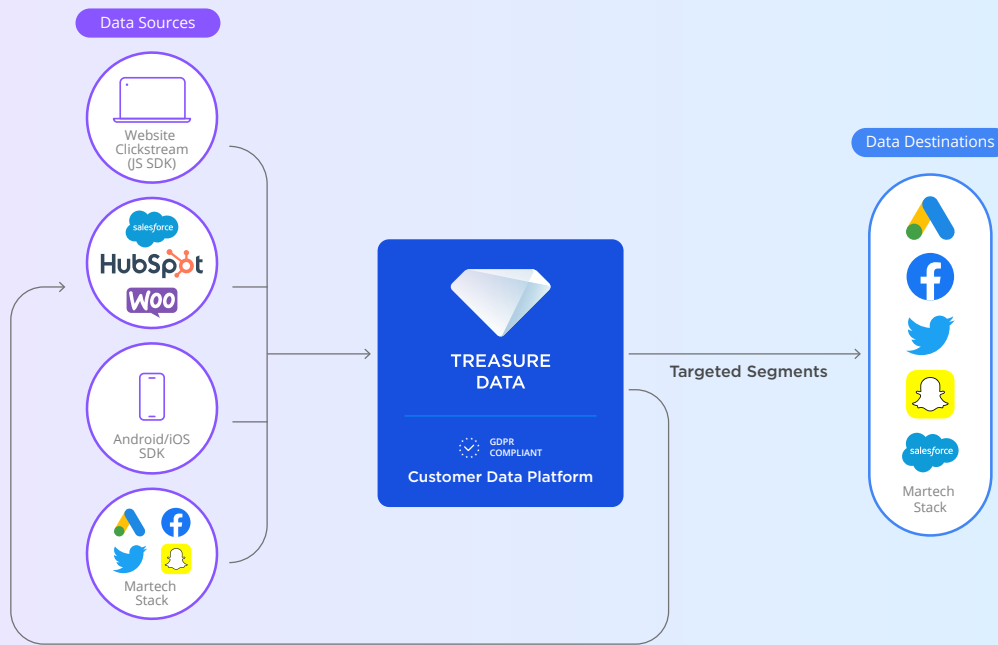 Data Sources
Website
Clickstream
(JS SDK)
salesforce
HubSpot
WOO
Android/iOS
SDK
Martech
Stack
TREASURE
DATA
GDPR
COMPLIANT
Customer Data Platform
Targeted Segments
Data Destinations
salesforce
Martech
Stack